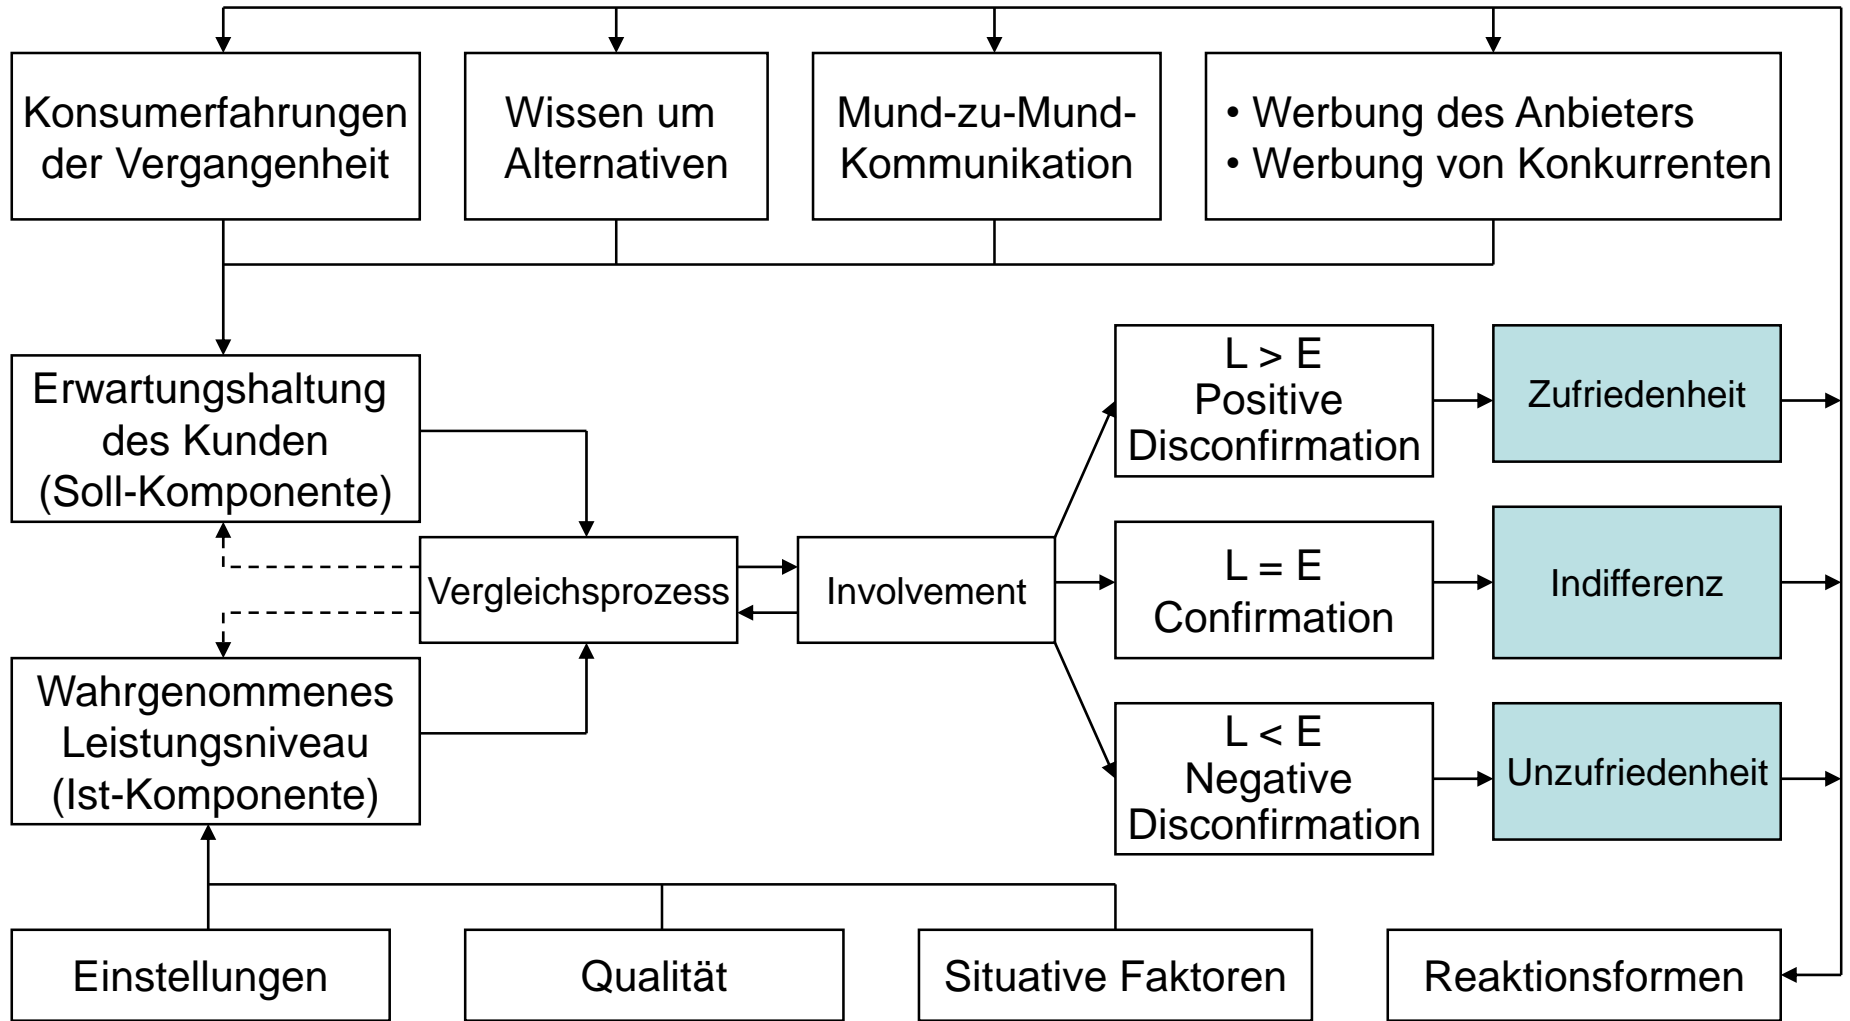 Konsumerfahrungen
der Vergangenheit
Wissen um
Alternativen
Mund-zu-Mund-
Kommunikation
• Werbung des Anbieters
• Werbung von Konkurrenten
Erwartungshaltung
des Kunden
(Soll-Komponente)
Vergleichsprozess
Involvement
L > E
Positive
Disconfirmation
Zufriedenheit
L = E
Confirmation
Indifferenz
Wahrgenommenes
Leistungsniveau
(Ist-Komponente)
L < E
Negative
Disconfirmation
Unzufriedenheit
Einstellungen
Qualität
Situative Faktoren
Reaktionsformen